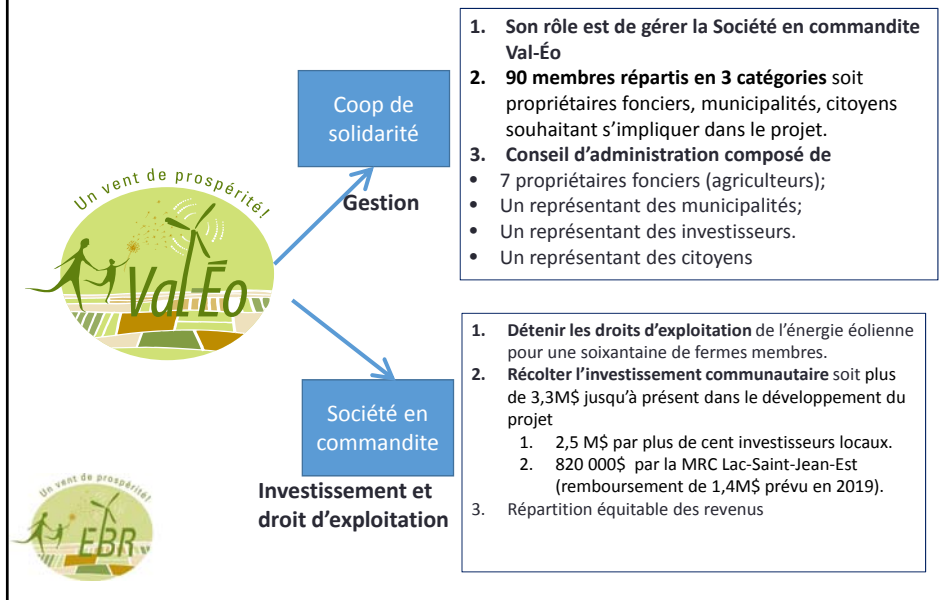 Un vent de prospérité!
Val-Éo
Coop de
solidarité
Gestion
1. Son rôle est de gérer la Société en commandite
Val-Éo
2. 90 membres répartis en 3 catégories soit
propriétaires fonciers, municipalités, citoyens
souhaitant s’impliquer dans le projet.
3. Conseil d’administration composé de
• 7 propriétaires fonciers (agriculteurs);
• Un représentant des municipalités;
• Un représentant des investisseurs.
• Un représentant des citoyens
Société en
commandite
Investissement et
droit d’exploitation
1. Détenir les droits d’exploitation de l’énergie éolienne
pour une soixantaine de fermes membres.
2. Récolter l’investissement communautaire soit plus
de 3,3M$ jusqu’à présent dans le développement du
projet
1. 2,5 M$ par plus de cent investisseurs locaux.
2. 820 000$ par la MRC Lac-Saint-Jean-Est
(remboursement de 1,4M$ prévu en 2019).
3. Répartition équitable des revenus
Un vent de prospérité!
EBR